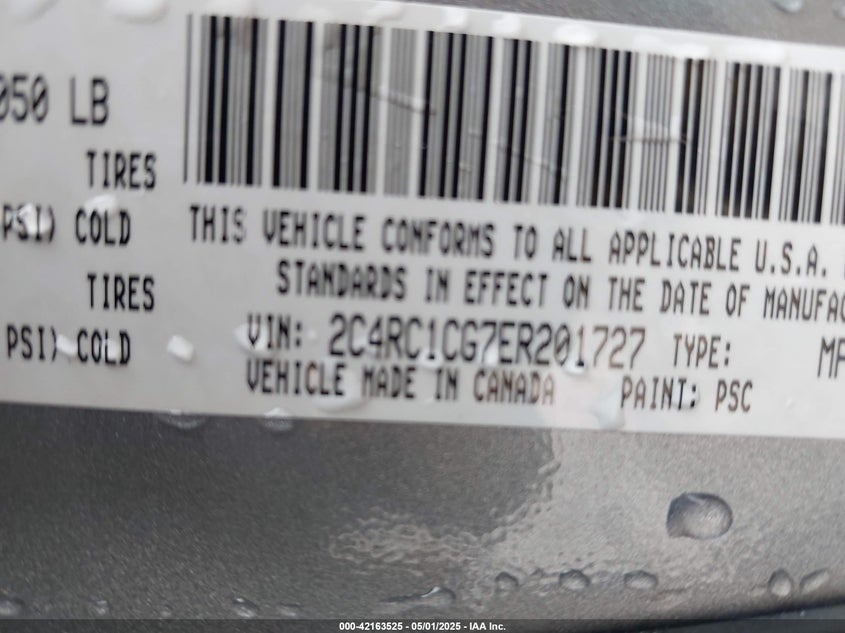 050 LB
TIRES
PSI) COLD
TIRES
PSI) COLD
THIS VEHICLE CONFORMS TO ALL APPLICABLE U.S.A.
STANDARDS IN EFFECT ON THE DATE OF MANUFAC
VIN: 2C4RC1CG7ER201727 TYPE: MP
VEHICLE MADE IN CANADA PAINT: PSC
000-42163525 - 05/01/2025 - IAA Inc.